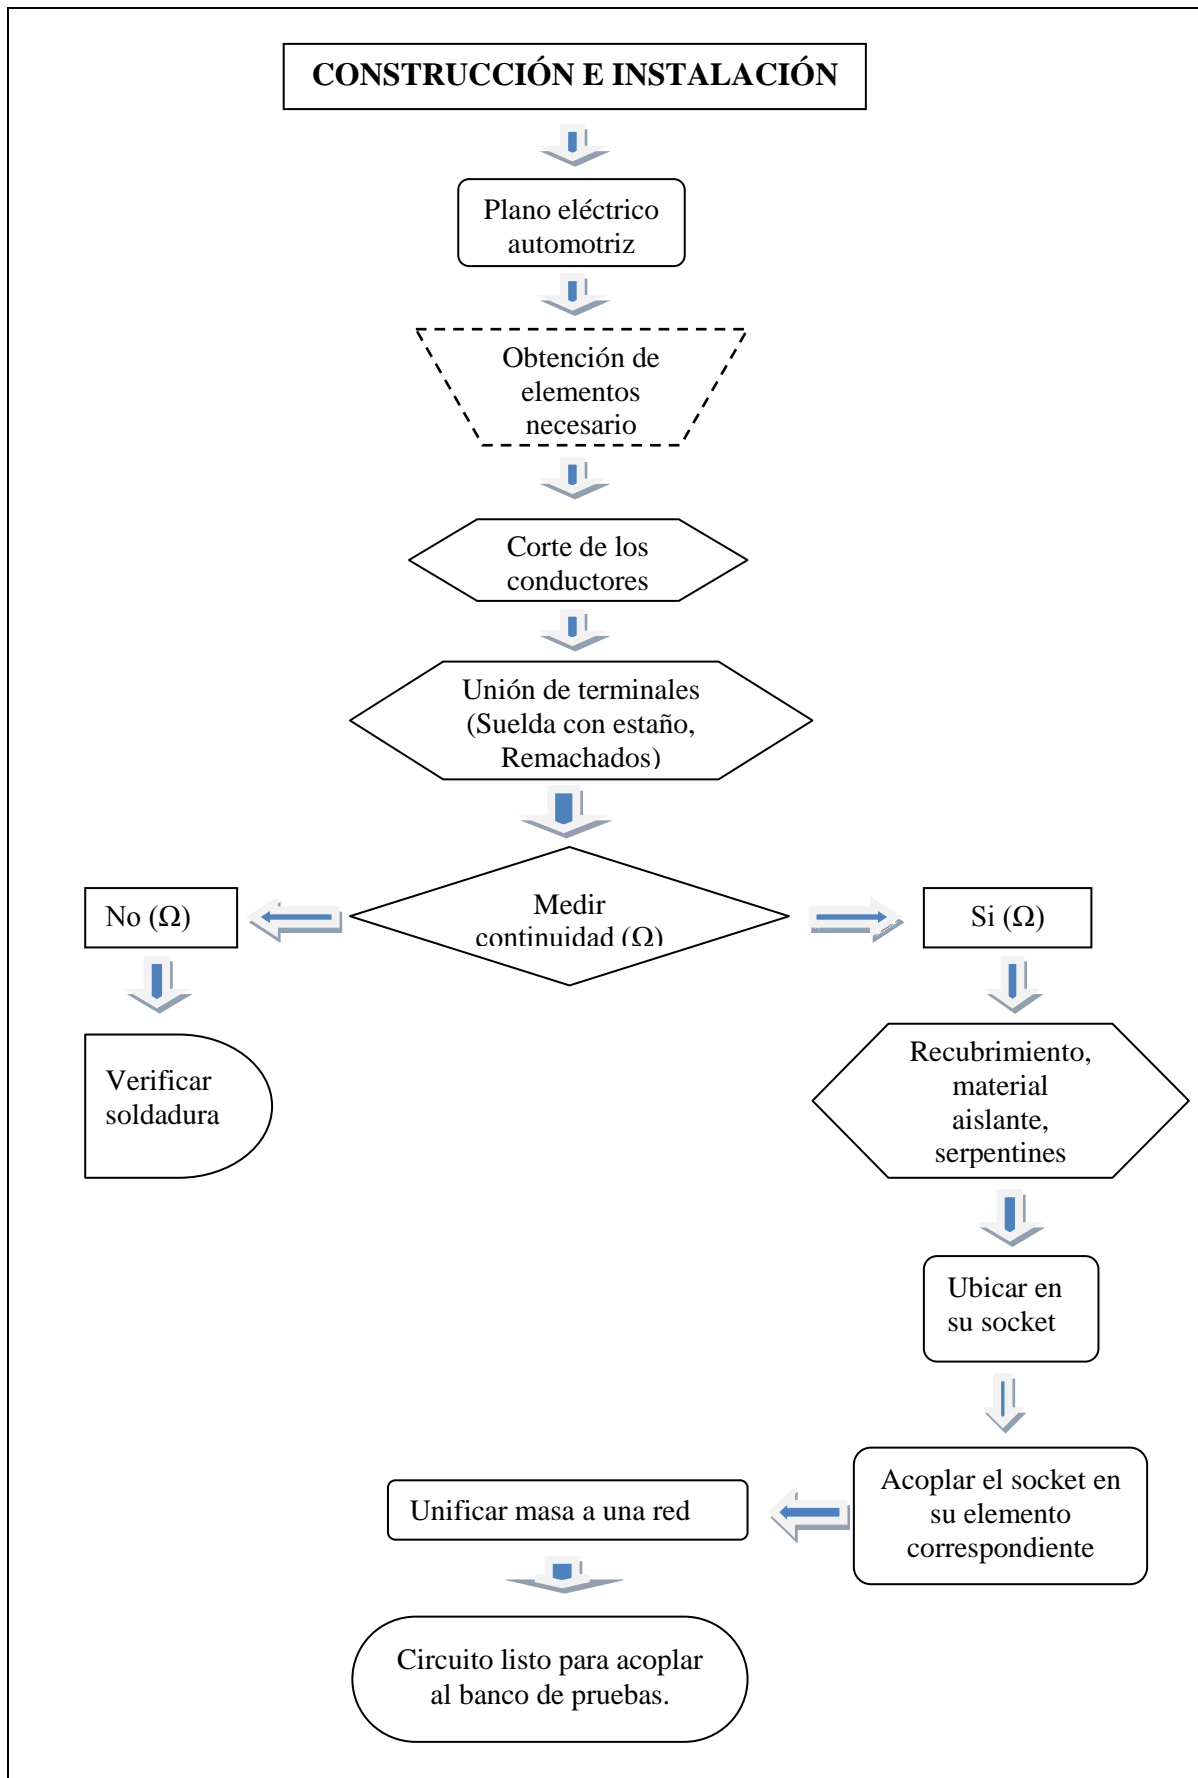 CONSTRUCCIÓN E INSTALACIÓN
Plano eléctrico
automotriz
Obtención de
elementos
necesario
Corte de los
conductores
Unión de terminales
(Suelda con estaño,
Remachados)
Medir
continuidad (Ω)
No (Ω)
Si (Ω)
Verificar
soldadura
Recubrimiento,
material
aislante,
serpentines
Ubicar en
su socket
Acoplar el socket en
su elemento
correspondiente
Unificar masa a una red
Circuito listo para acoplar
al banco de pruebas.